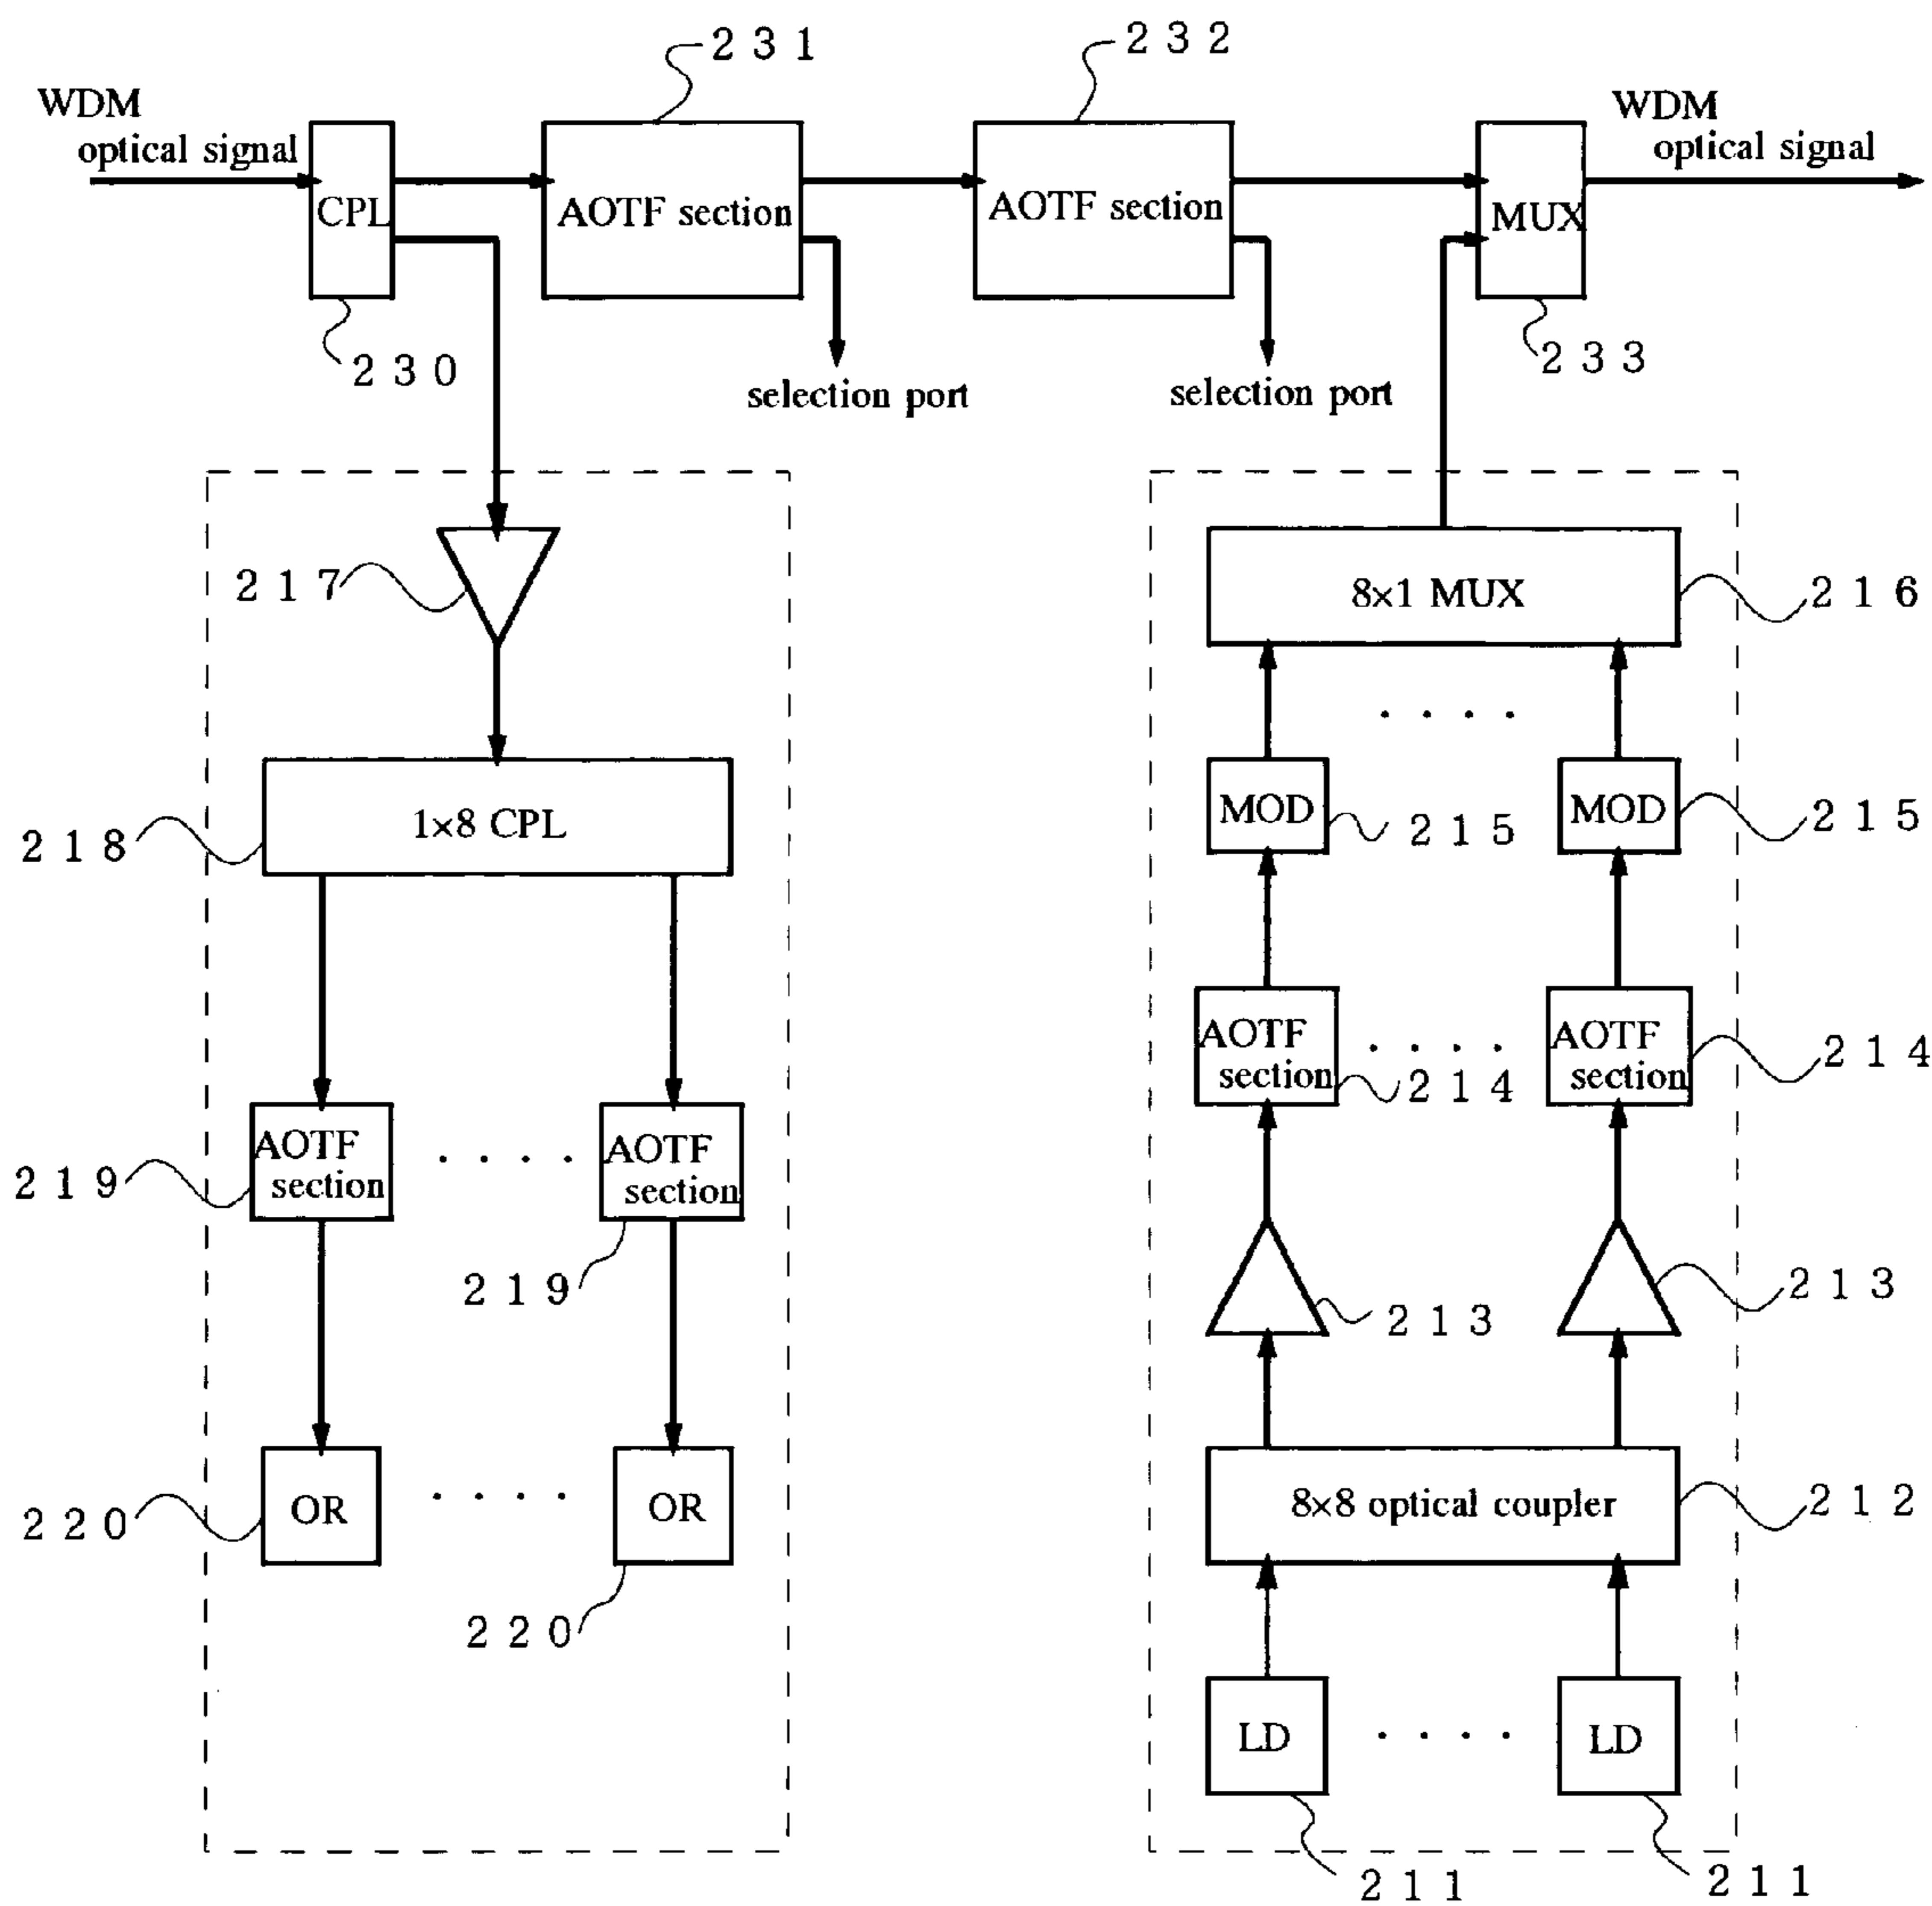 231
232
WDM
optical signal
WDM
optical signal
CPL
AOTF section
AOTF section
MUX
230
233
selection port
selection port
217
8×1 MUX
216
1×8 CPL
218
MOD
215
MOD
215
AOTF
section
214
AOTF
section
214
219
AOTF
section
AOTF
section
219
213
213
220
OR
OR
220
8×8 optical coupler
212
LD
LD
211
211